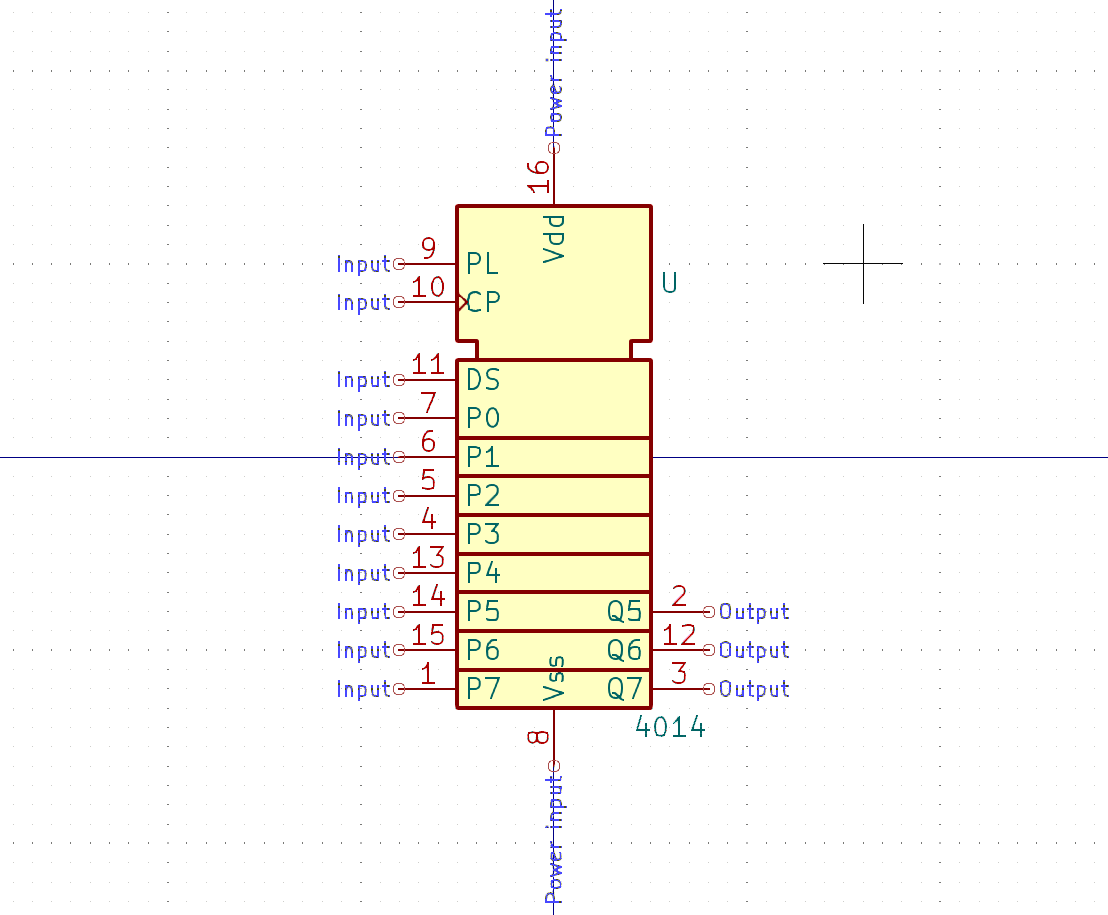 Power input
16
Vdd
Input 9 PL
U
Input 10 CP
Input 11 DS
Input 7 P0
Input 6 P1
Input 5 P2
Input 4 P3
Input 13 P4
Input 14 P5 Q5 2 Output
Input 15 P6 Q6 12 Output
Input 1 P7 Vss Q7 3 Output
4014
8
Power input